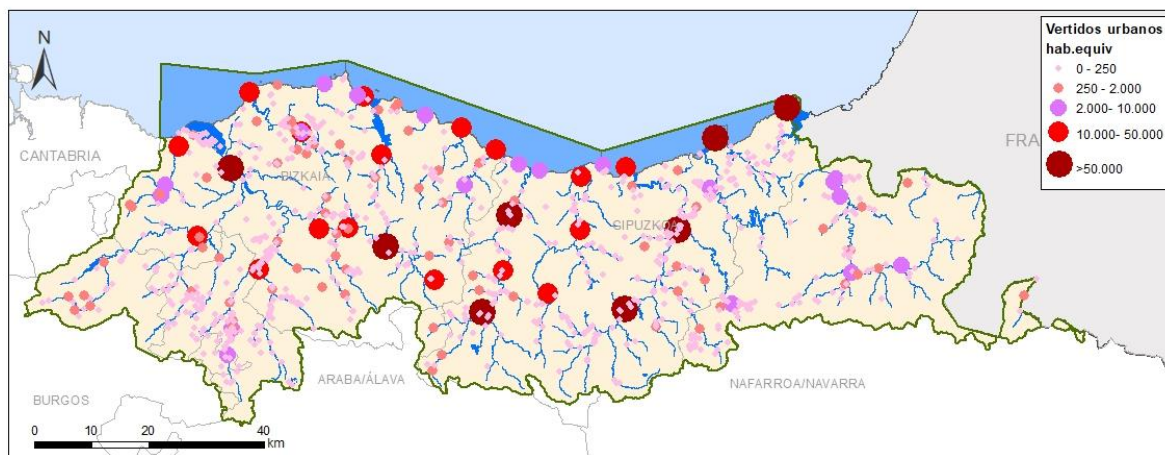 N
Vertidos urbanos
hab.equiv
0 - 250
250 - 2.000
2.000- 10.000
10.000- 50.000
>50.000
FRA
CANTABRIA
BIZKAIA
GIPUZKO
ARABA/ÁLAVA
NAFARROA/NAVARRA
BURGOS
0 10 20 40
km